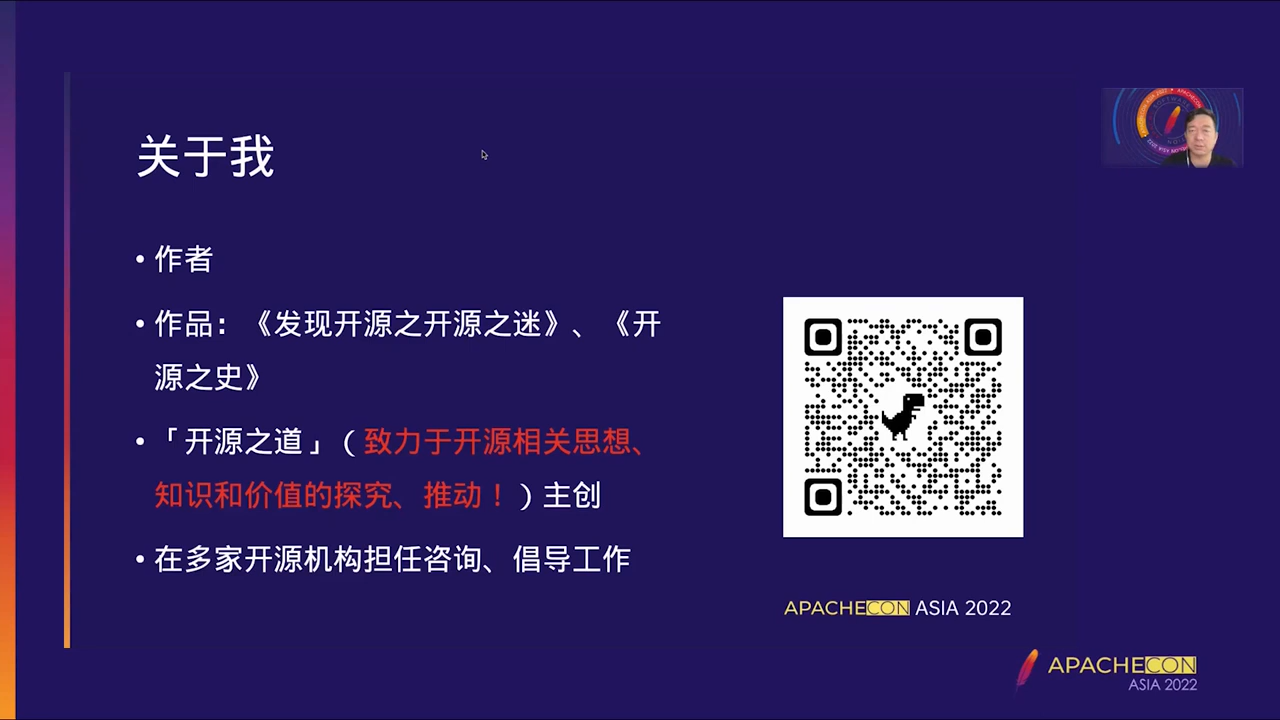 关于我
• 作者
• 作品：《发现开源之开源之迷》、《开
源之史》
• 「开源之道」（致力于开源相关思想、
知识和价值的探究、推动！）主创
• 在多家开源机构担任咨询、倡导工作
APACHECON ASIA 2022
APACHECON
ASIA 2022